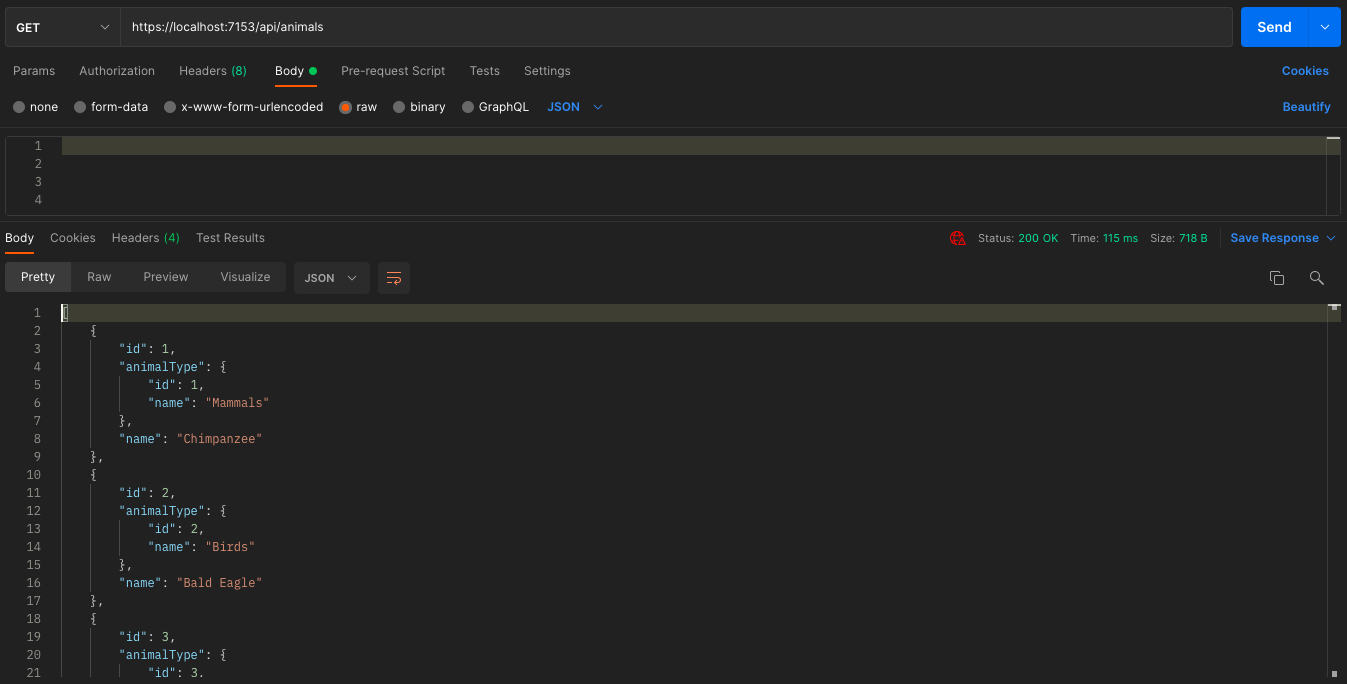 GET https://localhost:7153/api/animals Send
Params Authorization Headers (8) Body Pre-request Script Tests Settings Cookies
none form-data x-www-form-urlencoded raw binary GraphQL JSON Beautify
1
2
3
4
Body Cookies Headers (4) Test Results Status: 200 OK Time: 115 ms Size: 718 B Save Response
Pretty Raw Preview Visualize JSON
1 [
2 {
3 "id": 1,
4 "animalType": {
5 "id": 1,
6 "name": "Mammals"
7 },
8 "name": "Chimpanzee"
9 },
10 {
11 "id": 2,
12 "animalType": {
13 "id": 2,
14 "name": "Birds"
15 },
16 "name": "Bald Eagle"
17 },
18 {
19 "id": 3,
20 "animalType": {
21 "id": 3,